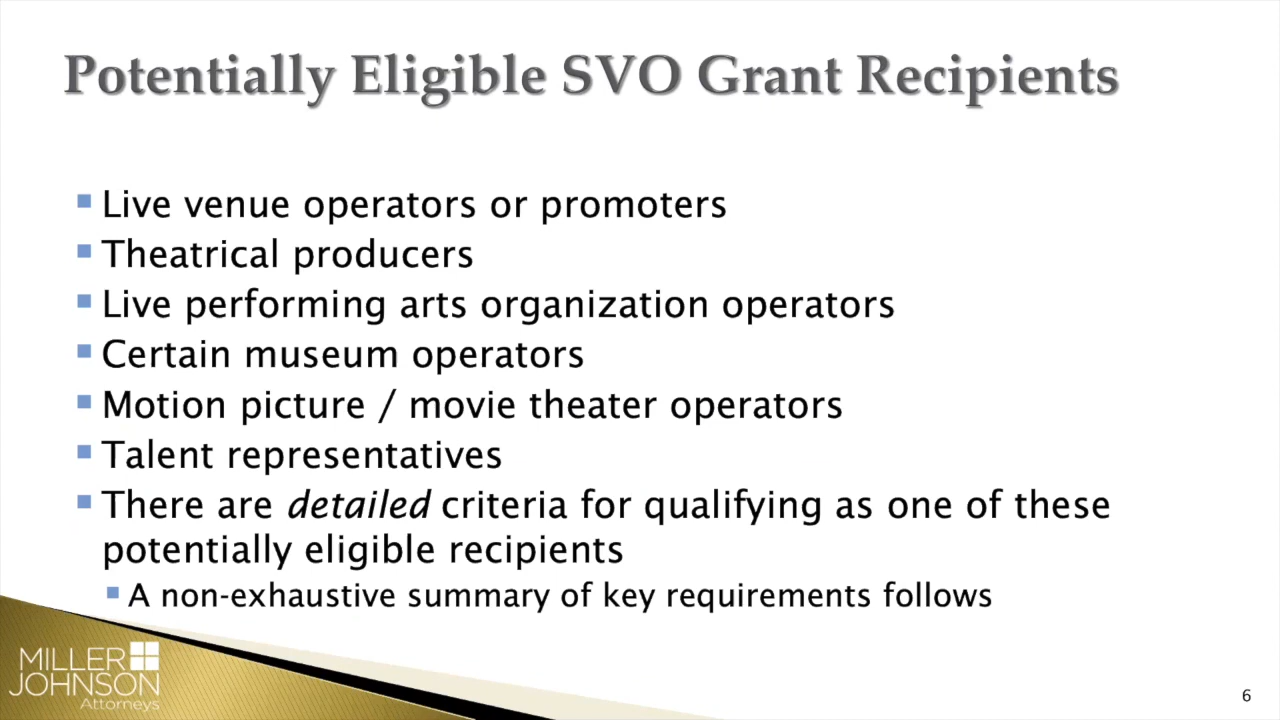 Potentially Eligible SVO Grant Recipients
Live venue operators or promoters
Theatrical producers
Live performing arts organization operators
Certain museum operators
Motion picture / movie theater operators
Talent representatives
There are detailed criteria for qualifying as one of these
potentially eligible recipients
A non-exhaustive summary of key requirements follows
MILLER
JOHNSON
Attorneys
6